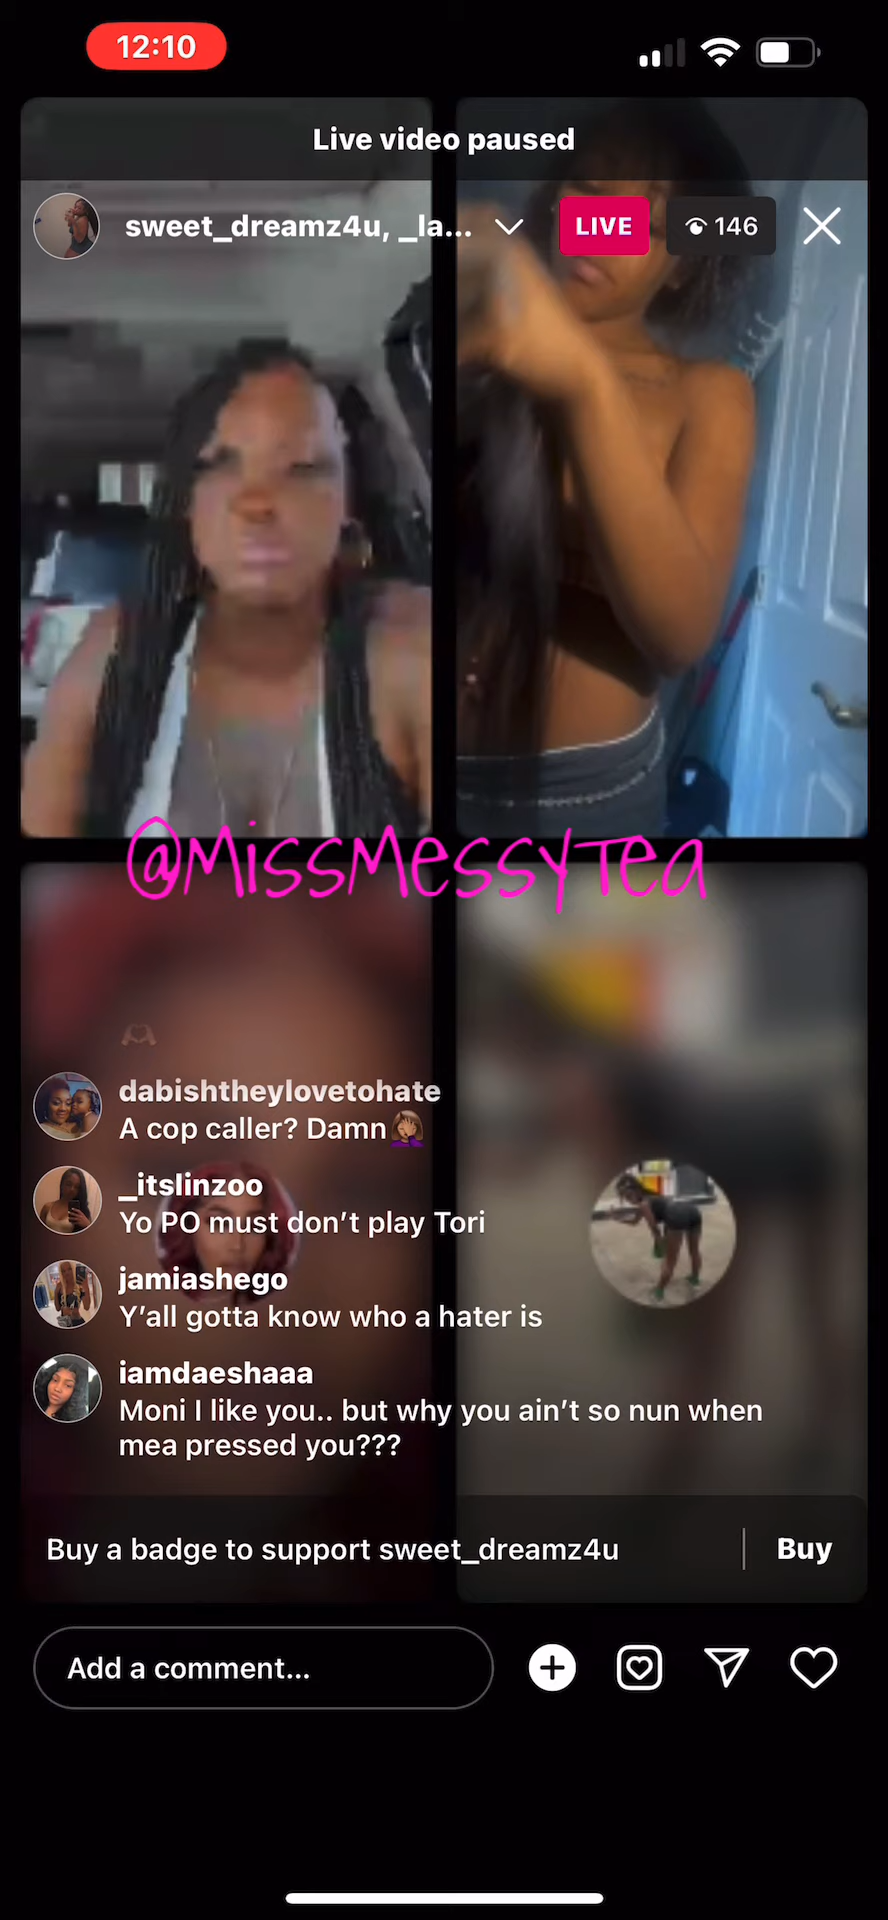 12:10
Live video paused
sweet_dreamz4u, _la...
LIVE
146
@MissMessyTea
dabishtheylovetohate
A cop caller? Damn🤦🏽‍♀️
_itslinzoo
Yo PO must don’t play Tori
jamiashego
Y’all gotta know who a hater is
iamdaeshaaa
Moni I like you.. but why you ain’t so nun when
mea pressed you???
Buy a badge to support sweet_dreamz4u
Buy
Add a comment...